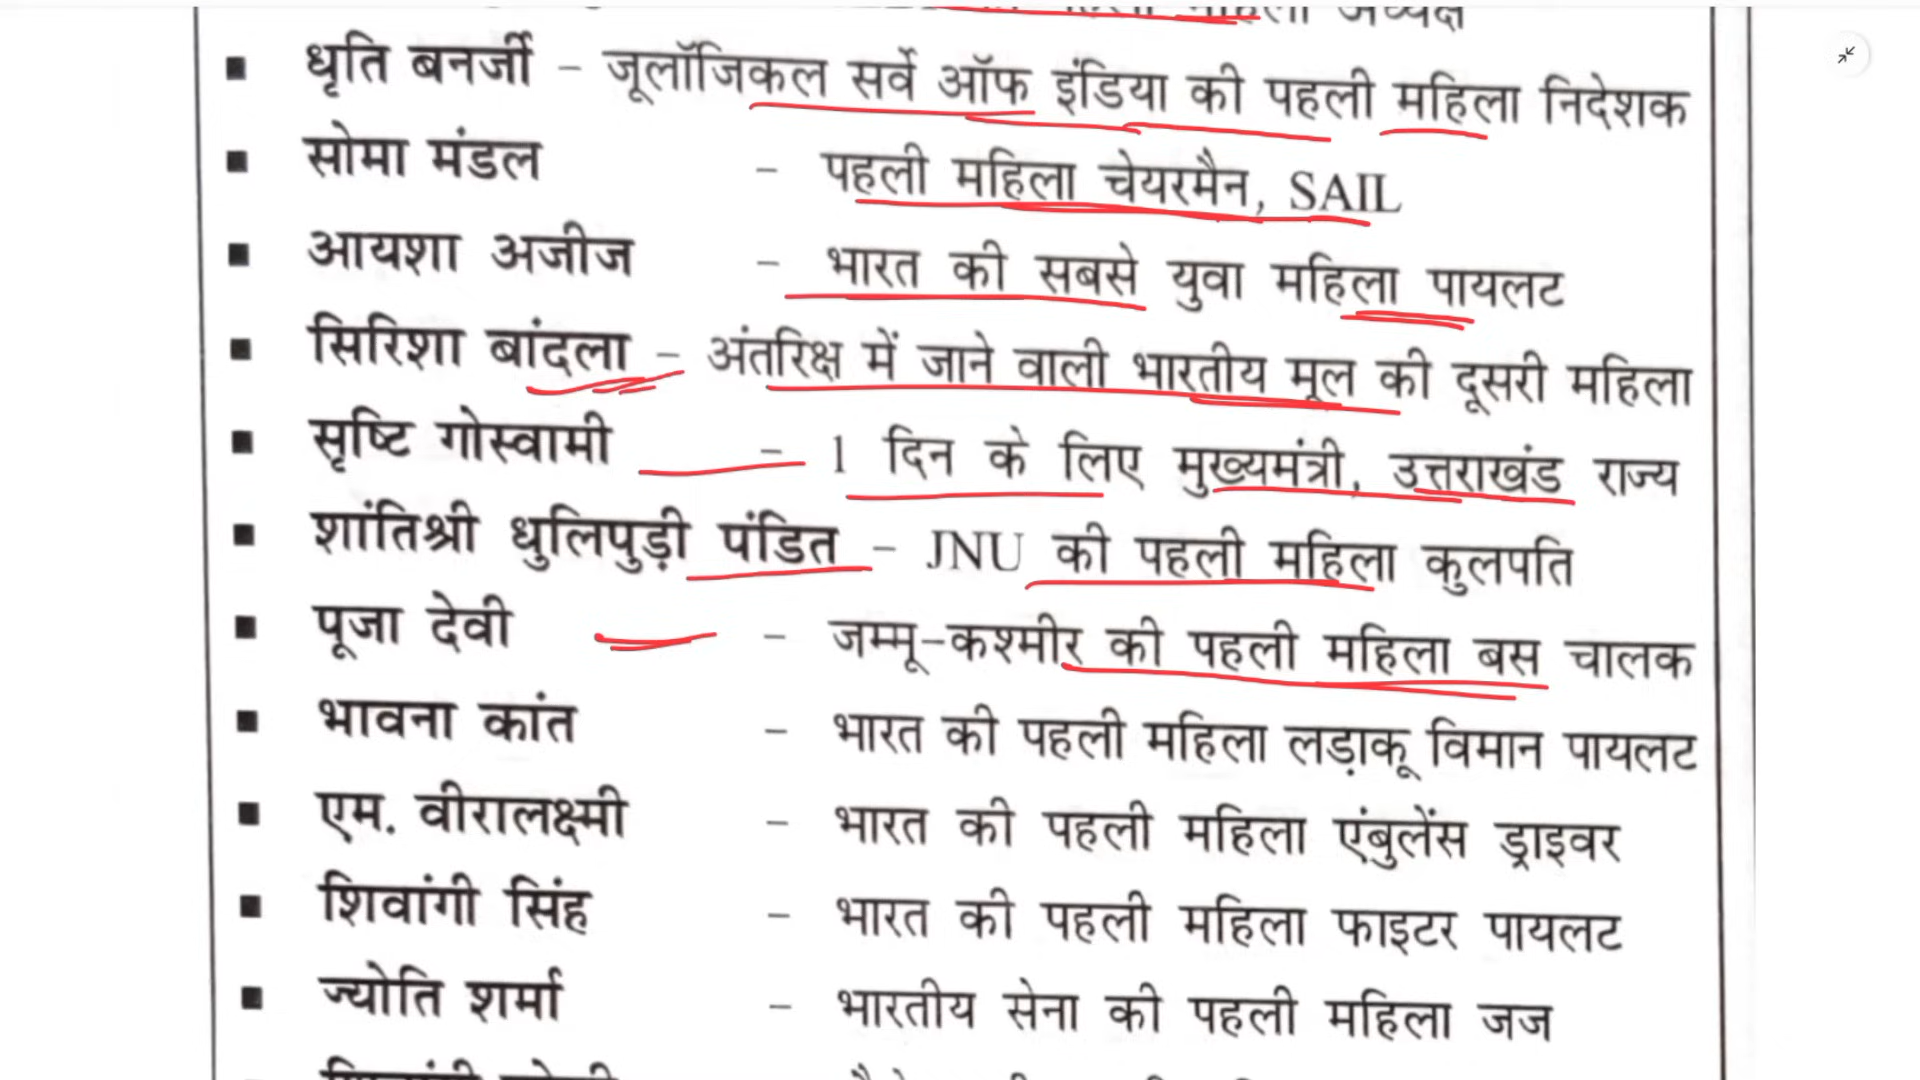 महिला अध्यक्ष
▪ धृति बनर्जी – जूलॉजिकल सर्वे ऑफ इंडिया की पहली महिला निदेशक
▪ सोमा मंडल – पहली महिला चेयरमैन, SAIL
▪ आयशा अजीज – भारत की सबसे युवा महिला पायलट
▪ सिरिशा बांदला – अंतरिक्ष में जाने वाली भारतीय मूल की दूसरी महिला
▪ सृष्टि गोस्वामी – 1 दिन के लिए मुख्यमंत्री, उत्तराखंड राज्य
▪ शांतिश्री धुलिपुड़ी पंडित – JNU की पहली महिला कुलपति
▪ पूजा देवी – जम्मू-कश्मीर की पहली महिला बस चालक
▪ भावना कांत – भारत की पहली महिला लड़ाकू विमान पायलट
▪ एम. वीरालक्ष्मी – भारत की पहली महिला एंबुलेंस ड्राइवर
▪ शिवांगी सिंह – भारत की पहली महिला फाइटर पायलट
▪ ज्योति शर्मा – भारतीय सेना की पहली महिला जज